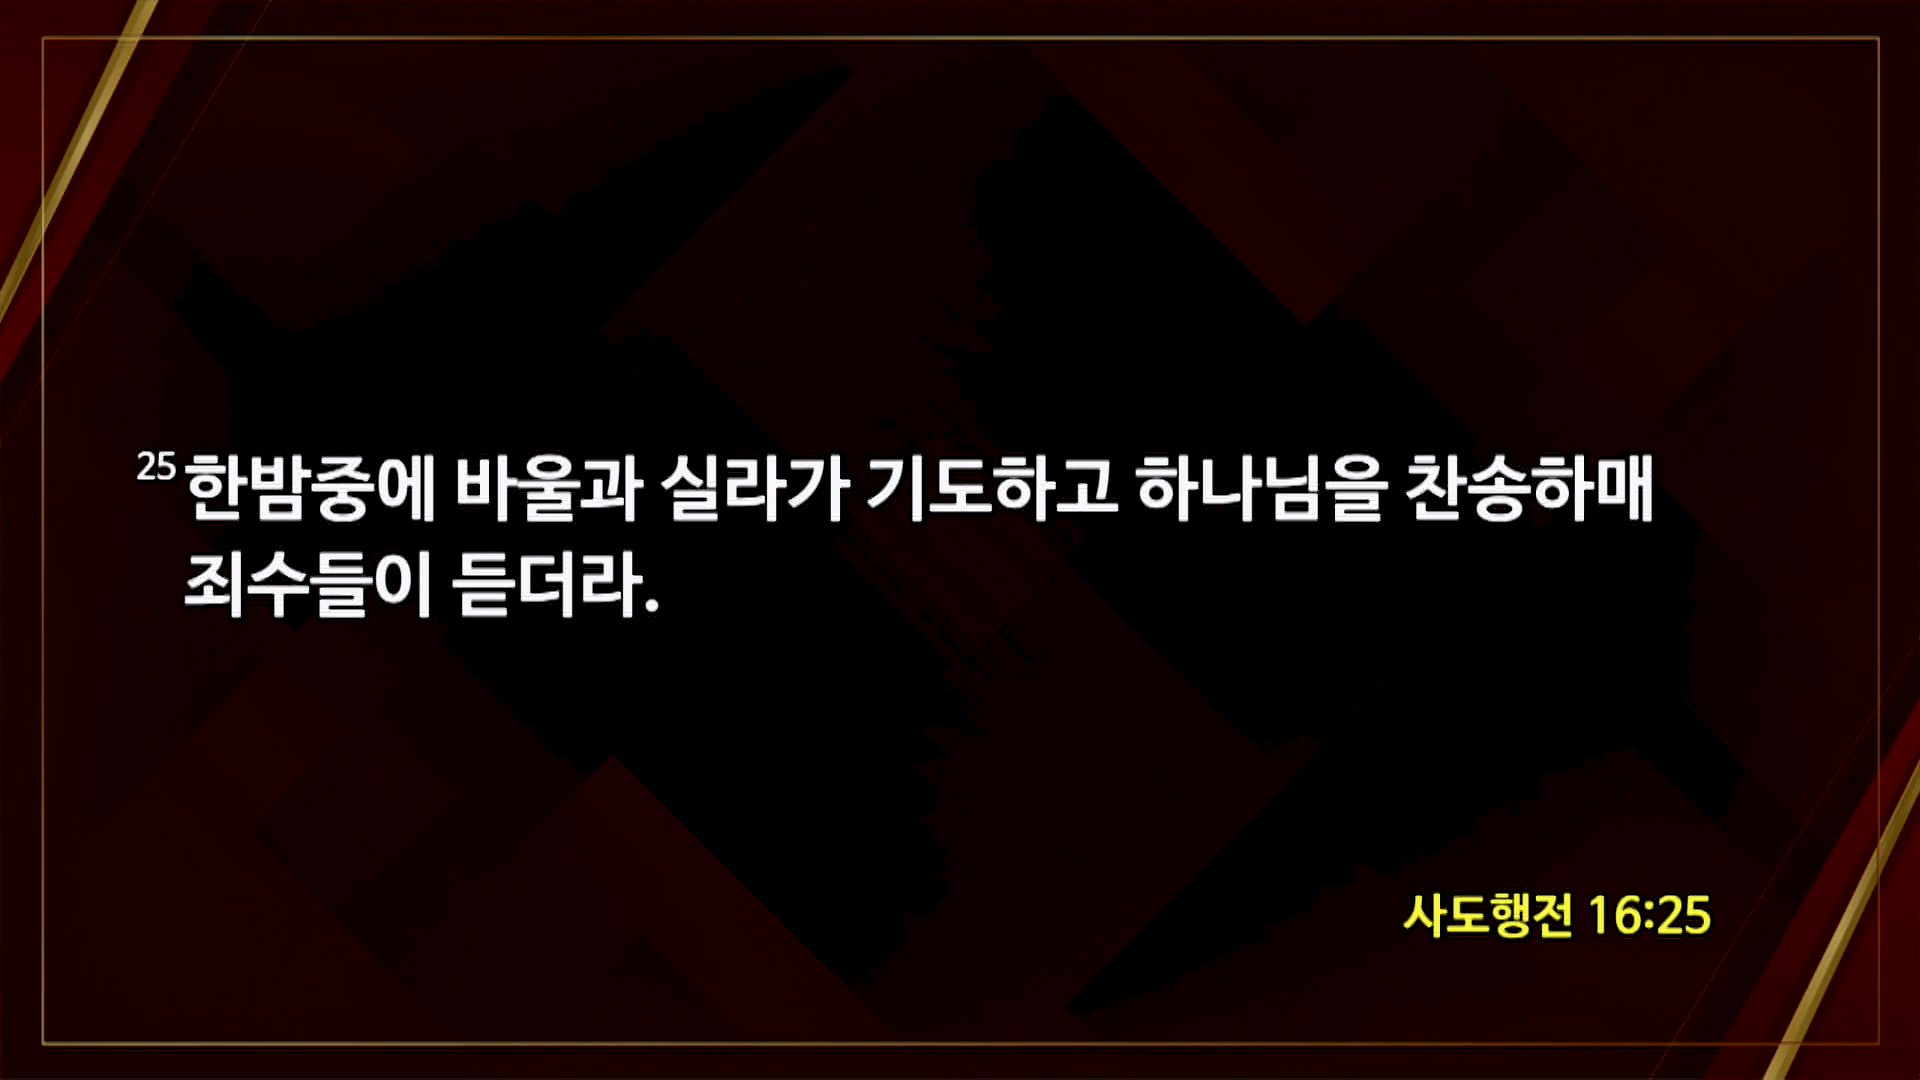 25 한밤중에 바울과 실라가 기도하고 하나님을 찬송하매
죄수들이 듣더라.
사도행전 16:25